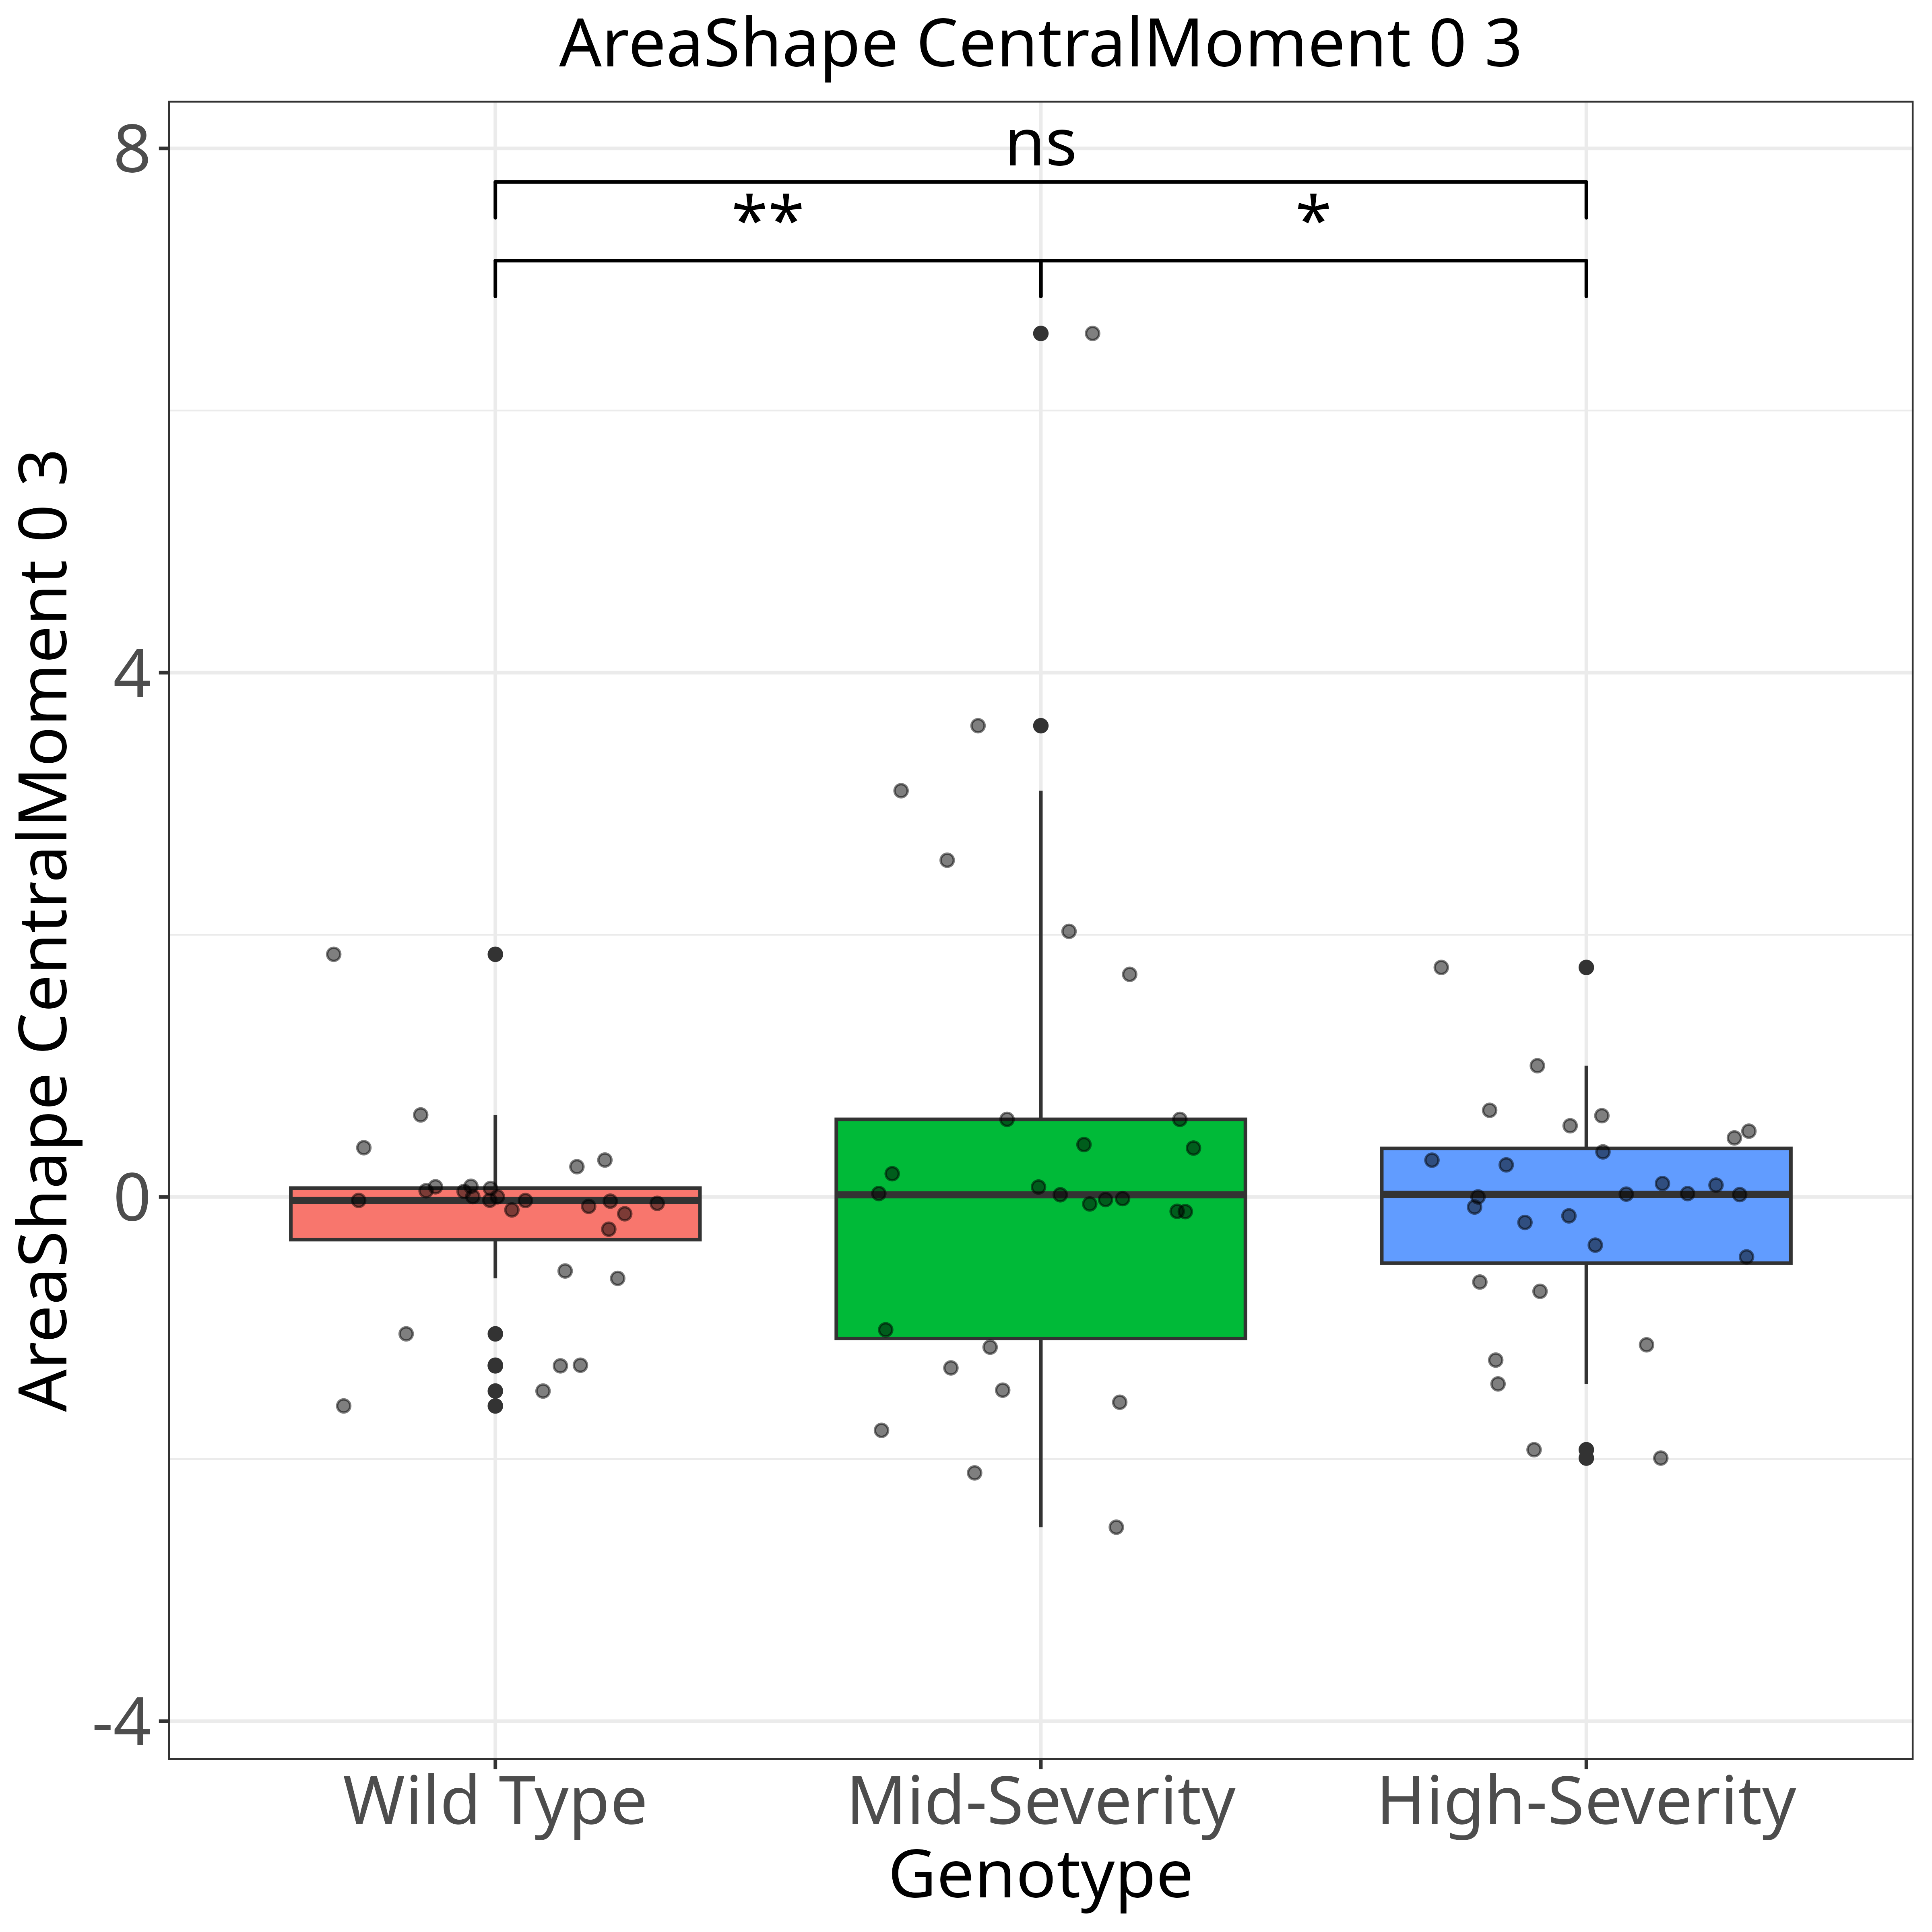 AreaShape CentralMoment 0 3
ns
** *
8
4
0
-4
AreaShape CentralMoment 0 3
Wild Type Mid-Severity High-Severity
Genotype